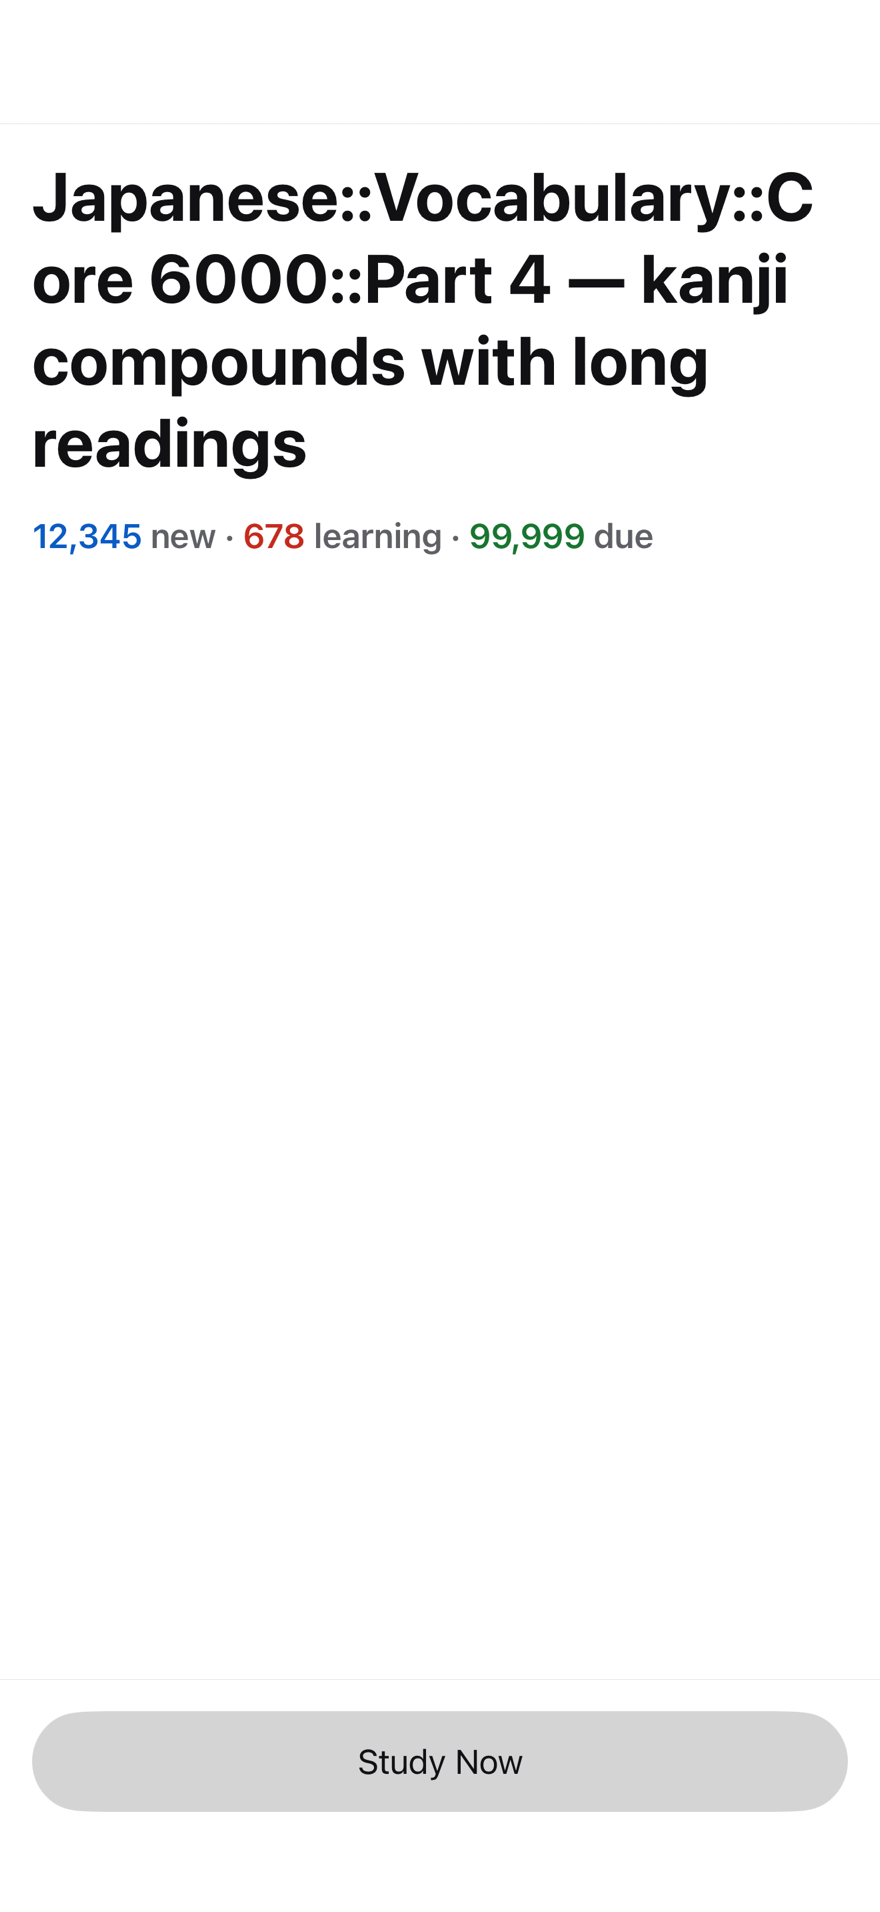 Japanese::Vocabulary::C
ore 6000::Part 4 — kanji
compounds with long
readings
12,345 new · 678 learning · 99,999 due
Study Now